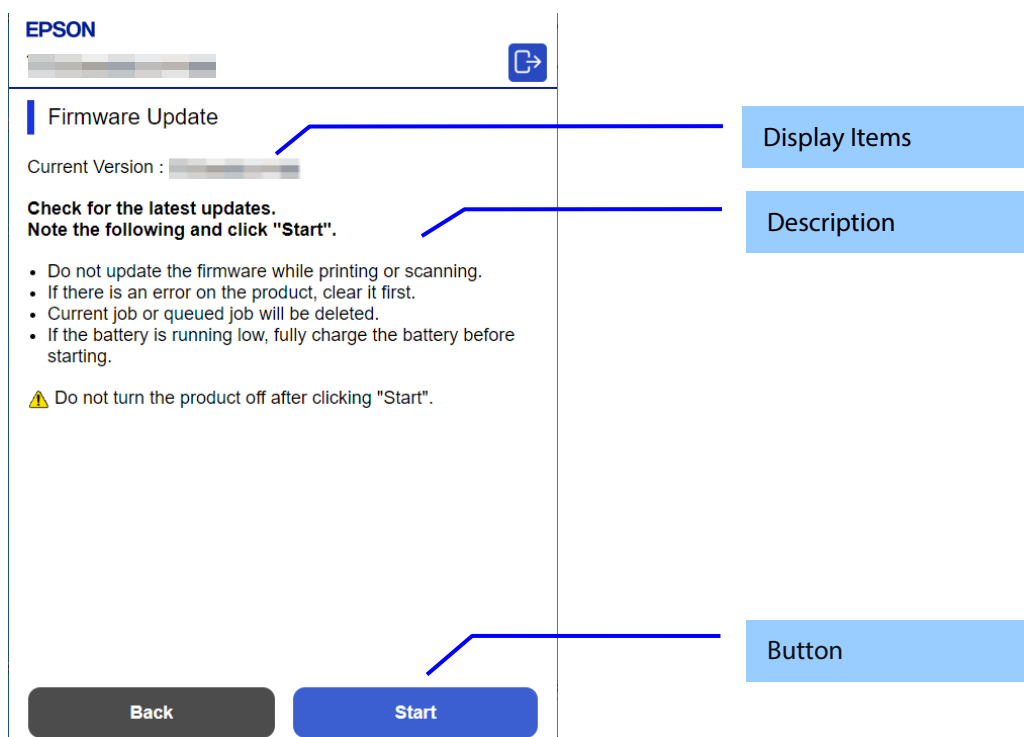 EPSON
Firmware Update
Current Version :
Check for the latest updates.
Note the following and click "Start".
• Do not update the firmware while printing or scanning.
• If there is an error on the product, clear it first.
• Current job or queued job will be deleted.
• If the battery is running low, fully charge the battery before
starting.
Do not turn the product off after clicking "Start".
Back
Start
Display Items
Description
Button